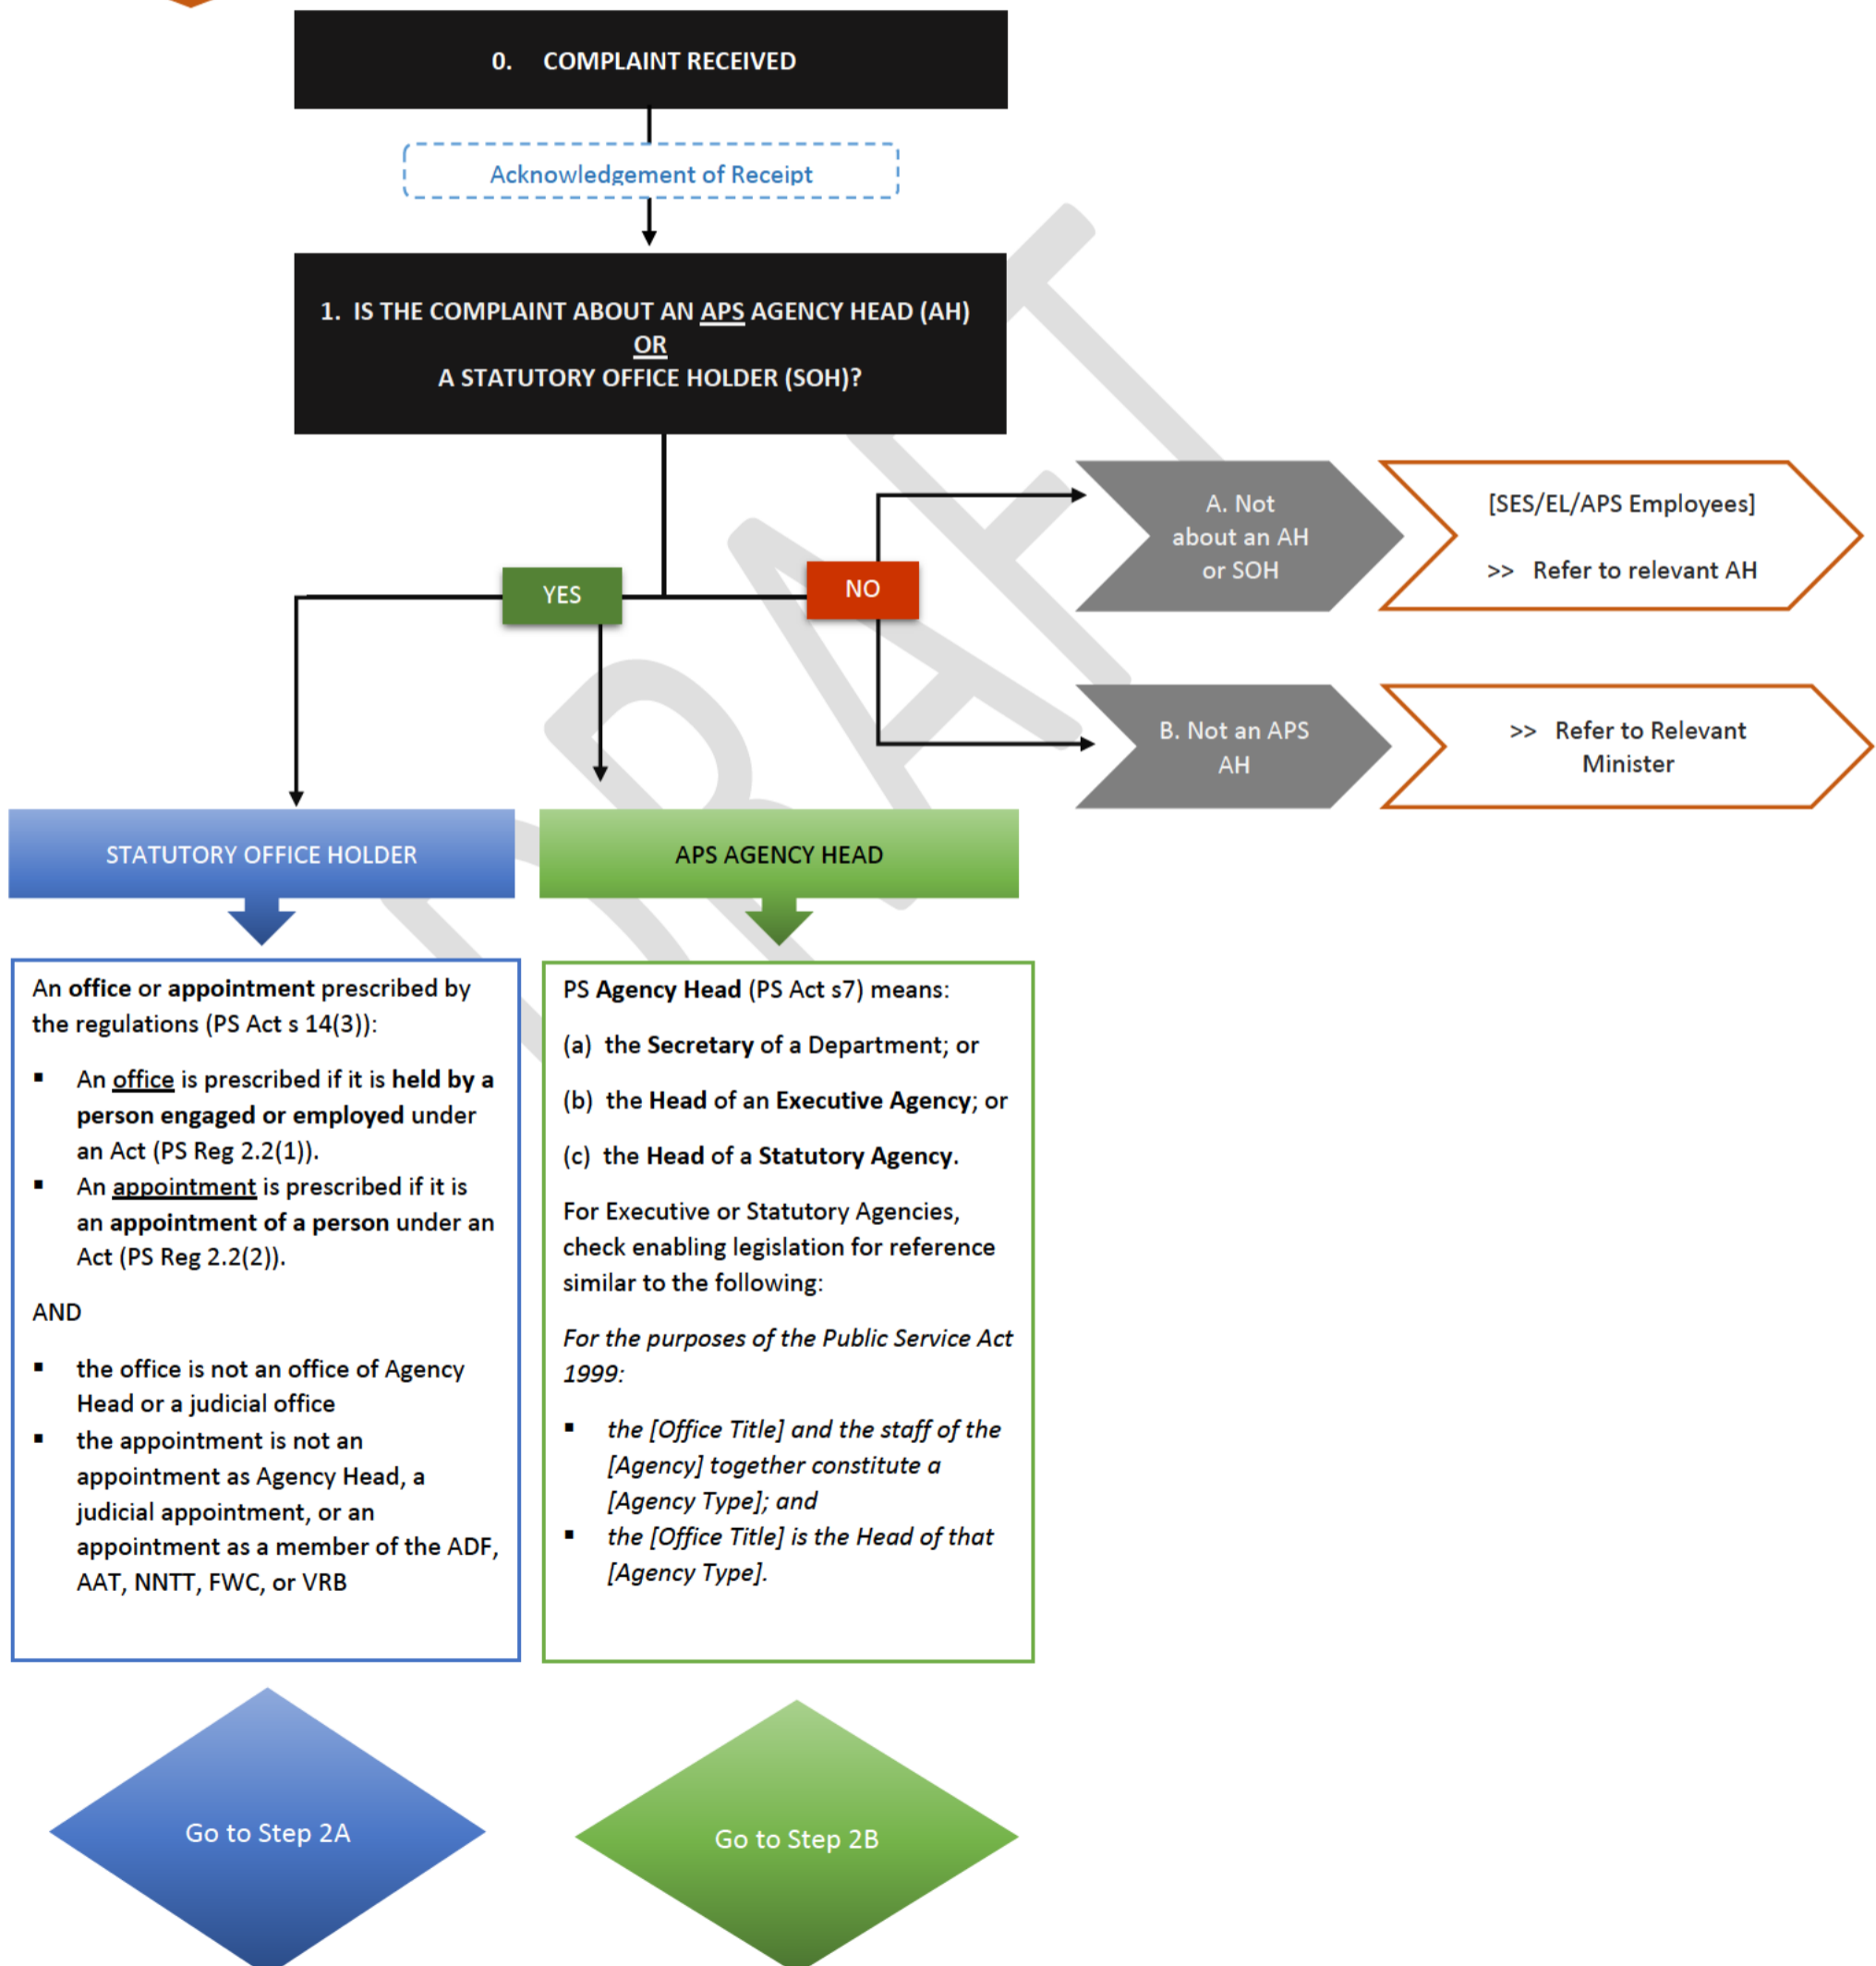 0. COMPLAINT RECEIVED
Acknowledgement of Receipt
1. IS THE COMPLAINT ABOUT AN APS AGENCY HEAD (AH)
OR
A STATUTORY OFFICE HOLDER (SOH)?
A. Not
about an AH
or SOH
[SES/EL/APS Employees]
>> Refer to relevant AH
YES
NO
B. Not an APS
AH
>> Refer to Relevant
Minister
STATUTORY OFFICE HOLDER
An office or appointment prescribed by
the regulations (PS Act s 14(3)):
▪ An office is prescribed if it is held by a
person engaged or employed under
an Act (PS Reg 2.2(1)).
▪ An appointment is prescribed if it is
an appointment of a person under an
Act (PS Reg 2.2(2)).
AND
▪ the office is not an office of Agency
Head or a judicial office
▪ the appointment is not an
appointment as Agency Head, a
judicial appointment, or an
appointment as a member of the ADF,
AAT, NNTT, FWC, or VRB
Go to Step 2A
APS AGENCY HEAD
PS Agency Head (PS Act s7) means:
(a) the Secretary of a Department; or
(b) the Head of an Executive Agency; or
(c) the Head of a Statutory Agency.
For Executive or Statutory Agencies,
check enabling legislation for reference
similar to the following:
For the purposes of the Public Service Act
1999:
▪ the [Office Title] and the staff of the
[Agency] together constitute a
[Agency Type]; and
▪ the [Office Title] is the Head of that
[Agency Type].
Go to Step 2B
DRAFT